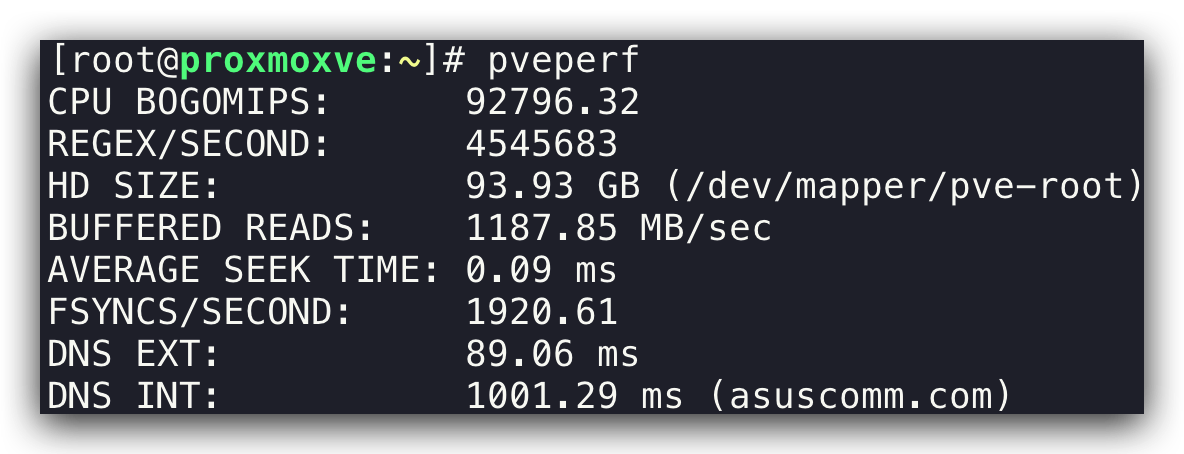 [root@proxmoxve:~]# pveperf
CPU BOGOMIPS: 92796.32
REGEX/SECOND: 4545683
HD SIZE: 93.93 GB (/dev/mapper/pve-root)
BUFFERED READS: 1187.85 MB/sec
AVERAGE SEEK TIME: 0.09 ms
FSYNCS/SECOND: 1920.61
DNS EXT: 89.06 ms
DNS INT: 1001.29 ms (asuscomm.com)